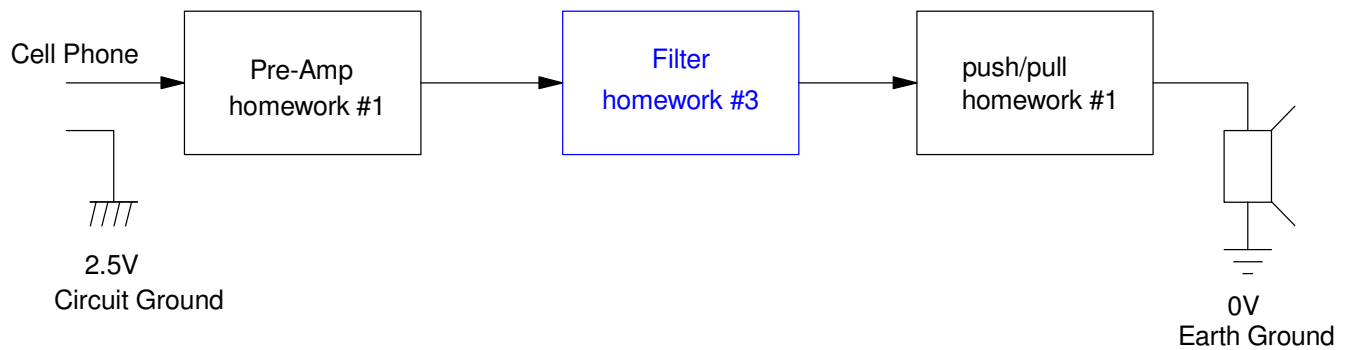 Cell Phone
Pre-Amp
homework #1
Filter
homework #3
push/pull
homework #1
2.5V
Circuit Ground
0V
Earth Ground